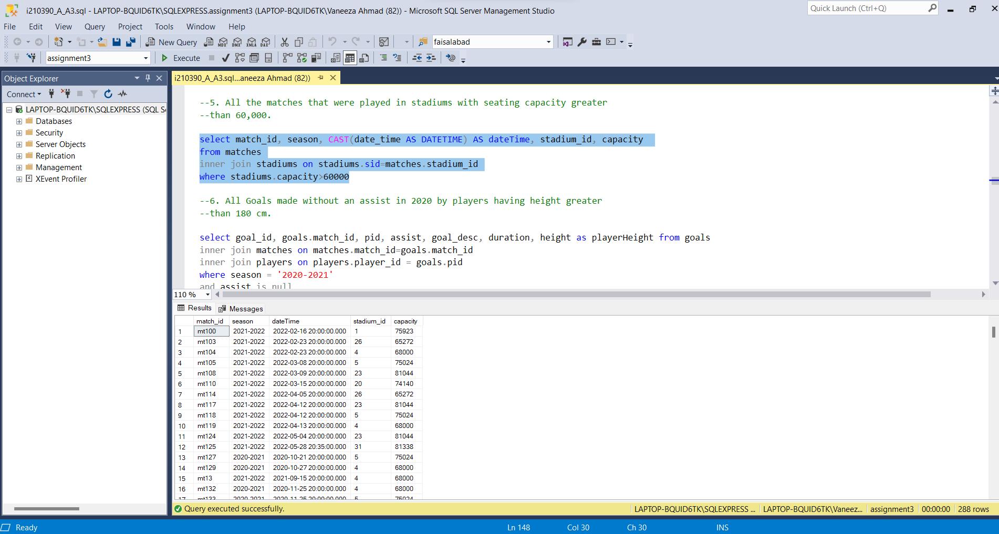 i210390_A_A3.sql - LAPTOP-BQUID6TK\SQLEXPRESS.assignment3 (LAPTOP-BQUID6TK\Vaneeza Ahmad (82)) - Microsoft SQL Server Management Studio
Quick Launch (Ctrl+Q)
File Edit View Query Project Tools Window Help
New Query MDX DMX XMLA DAX faisalabad
assignment3 Execute
Object Explorer
i210390_A_A3.sql...aneeza Ahmad (82))
Connect
LAPTOP-BQUID6TK\SQLEXPRESS (SQL Se
Databases
Security
Server Objects
Replication
Management
XEvent Profiler
--5. All the matches that were played in stadiums with seating capacity greater
--than 60,000.
select match_id, season, CAST(date_time AS DATETIME) AS dateTime, stadium_id, capacity
from matches
inner join stadiums on stadiums.sid=matches.stadium_id
where stadiums.capacity>60000
--6. All Goals made without an assist in 2020 by players having height greater
--than 180 cm.
select goal_id, goals.match_id, pid, assist, goal_desc, duration, height as playerHeight from goals
inner join matches on matches.match_id=goals.match_id
inner join players on players.player_id = goals.pid
where season = '2020-2021'
and assist is null
110 %
Results Messages
match_id season dateTime stadium_id capacity
1 mt100 2021-2022 2022-02-16 20:00:00.000 1 75923
2 mt103 2021-2022 2022-02-23 20:00:00.000 26 65272
3 mt104 2021-2022 2022-02-23 20:00:00.000 4 68000
4 mt105 2021-2022 2022-03-08 20:00:00.000 5 75024
5 mt108 2021-2022 2022-03-09 20:00:00.000 23 81044
6 mt110 2021-2022 2022-03-15 20:00:00.000 20 74140
7 mt114 2021-2022 2022-04-05 20:00:00.000 26 65272
8 mt117 2021-2022 2022-04-12 20:00:00.000 23 81044
9 mt118 2021-2022 2022-04-12 20:00:00.000 5 75024
10 mt119 2021-2022 2022-04-13 20:00:00.000 4 68000
11 mt124 2021-2022 2022-05-04 20:00:00.000 23 81044
12 mt125 2021-2022 2022-05-28 20:35:00.000 31 81338
13 mt127 2020-2021 2020-10-21 20:00:00.000 5 75024
14 mt129 2020-2021 2020-10-27 20:00:00.000 4 68000
15 mt13 2021-2022 2021-09-15 20:00:00.000 4 68000
16 mt132 2020-2021 2020-11-25 20:00:00.000 4 68000
17 mt133 2020-2021 2020-11-25 20:00:00.000 5 75024
Query executed successfully.
LAPTOP-BQUID6TK\SQLEXPRESS ... LAPTOP-BQUID6TK\Vaneez... assignment3 00:00:00 288 rows
Ready Ln 148 Col 30 Ch 30 INS